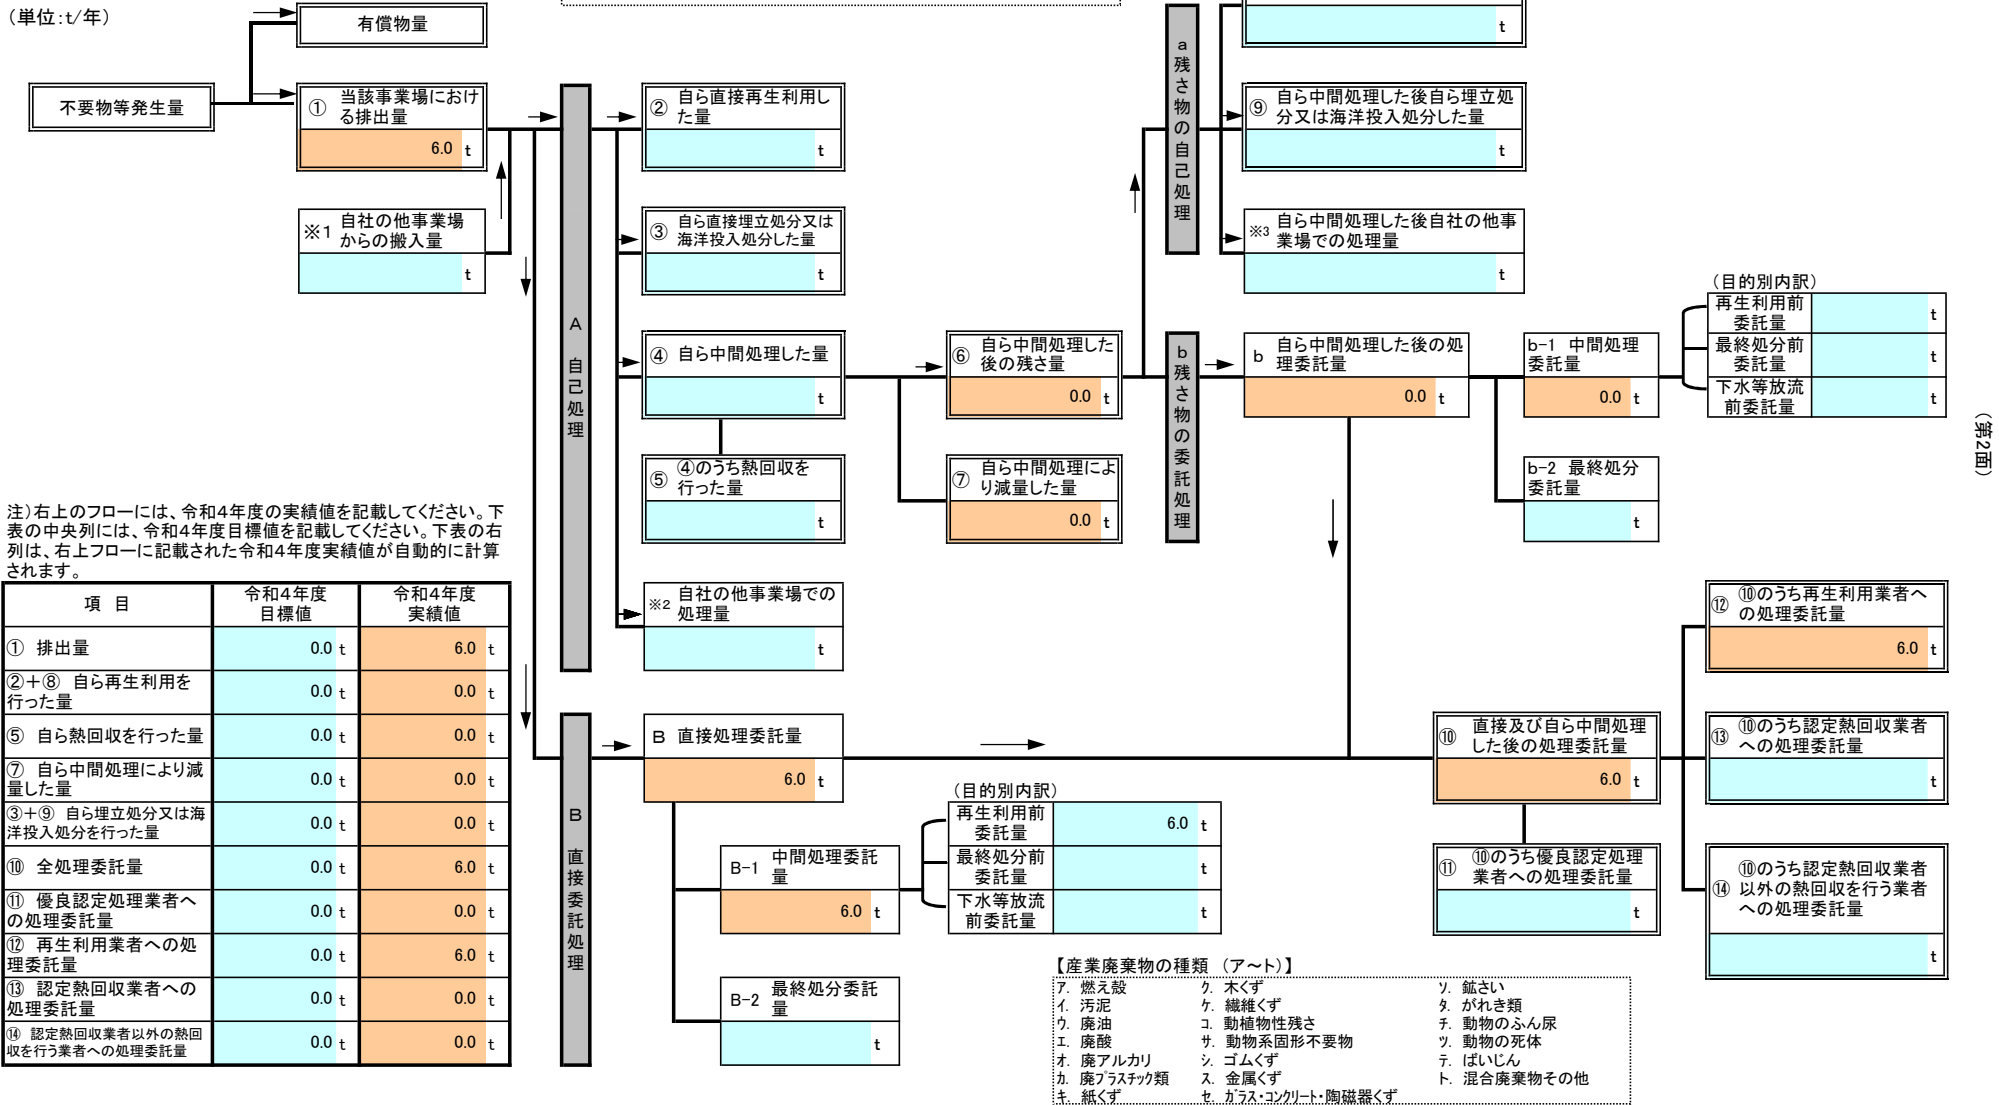 （単位：t/年）
有償物量
不要物等発生量
① 当該事業場におけ
る排出量
6.0 t
※1 自社の他事業場
からの搬入量
t
A 自己処理
② 自ら直接再生利用し
た量
t
③ 自ら直接埋立処分又は
海洋投入処分した量
t
④ 自ら中間処理した量
t
⑤ ④のうち熱回収を
行った量
t
※2 自社の他事業場での
処理量
t
⑥ 自ら中間処理した
後の残さ量
0.0 t
⑦ 自ら中間処理によ
り減量した量
0.0 t
a 残さ物の自己処理
t
⑨ 自ら中間処理した後自ら埋立処
分又は海洋投入処分した量
t
※3 自ら中間処理した後自社の他事
業場での処理量
t
b 残さ物の委託処理
b 自ら中間処理した後の処
理委託量
0.0 t
b-1 中間処理
委託量
0.0 t
b-2 最終処分
委託量
t
（目的別内訳）
再生利用前
委託量
t
最終処分前
委託量
t
下水等放流
前委託量
t
（第2面）
注）右上のフローには、令和4年度の実績値を記載してください。下
表の中央列には、令和4年度目標値を記載してください。下表の右
列は、右上フローに記載された令和4年度実績値が自動的に計算
されます。
項 目 令和4年度
目標値 令和4年度
実績値
① 排出量 0.0 t 6.0 t
②＋⑧ 自ら再生利用を
行った量 0.0 t 0.0 t
⑤ 自ら熱回収を行った量 0.0 t 0.0 t
⑦ 自ら中間処理により減
量した量 0.0 t 0.0 t
③＋⑨ 自ら埋立処分又は海
洋投入処分を行った量 0.0 t 0.0 t
⑩ 全処理委託量 0.0 t 6.0 t
⑪ 優良認定処理業者へ
の処理委託量 0.0 t 0.0 t
⑫ 再生利用業者への処
理委託量 0.0 t 6.0 t
⑬ 認定熱回収業者への
処理委託量 0.0 t 0.0 t
⑭ 認定熱回収業者以外の熱回
収を行う業者への処理委託量 0.0 t 0.0 t
B 直接委託処理
B 直接処理委託量
6.0 t
B-1 中間処理委託
量
6.0 t
B-2 最終処分委託
量
t
（目的別内訳）
再生利用前
委託量
6.0 t
最終処分前
委託量
t
下水等放流
前委託量
t
⑩ 直接及び自ら中間処理
した後の処理委託量
6.0 t
⑪ ⑩のうち優良認定処理
業者への処理委託量
t
⑫ ⑩のうち再生利用業者へ
の処理委託量
6.0 t
⑬ ⑩のうち認定熱回収業者
への処理委託量
t
⑭ ⑩のうち認定熱回収業者
以外の熱回収を行う業者
への処理委託量
t
【産業廃棄物の種類 （ア～ト）】
ア. 燃え殻 ク. 木くず ソ. 鉱さい
イ. 汚泥 ケ. 繊維くず タ. がれき類
ウ. 廃油 コ. 動植物性残さ チ. 動物のふん尿
エ. 廃酸 サ. 動物系固形不要物 ツ. 動物の死体
オ. 廃アルカリ シ. ゴムくず テ. ばいじん
カ. 廃プラスチック類 ス. 金属くず ト. 混合廃棄物その他
キ. 紙くず セ. ガラス・コンクリート・陶磁器くず